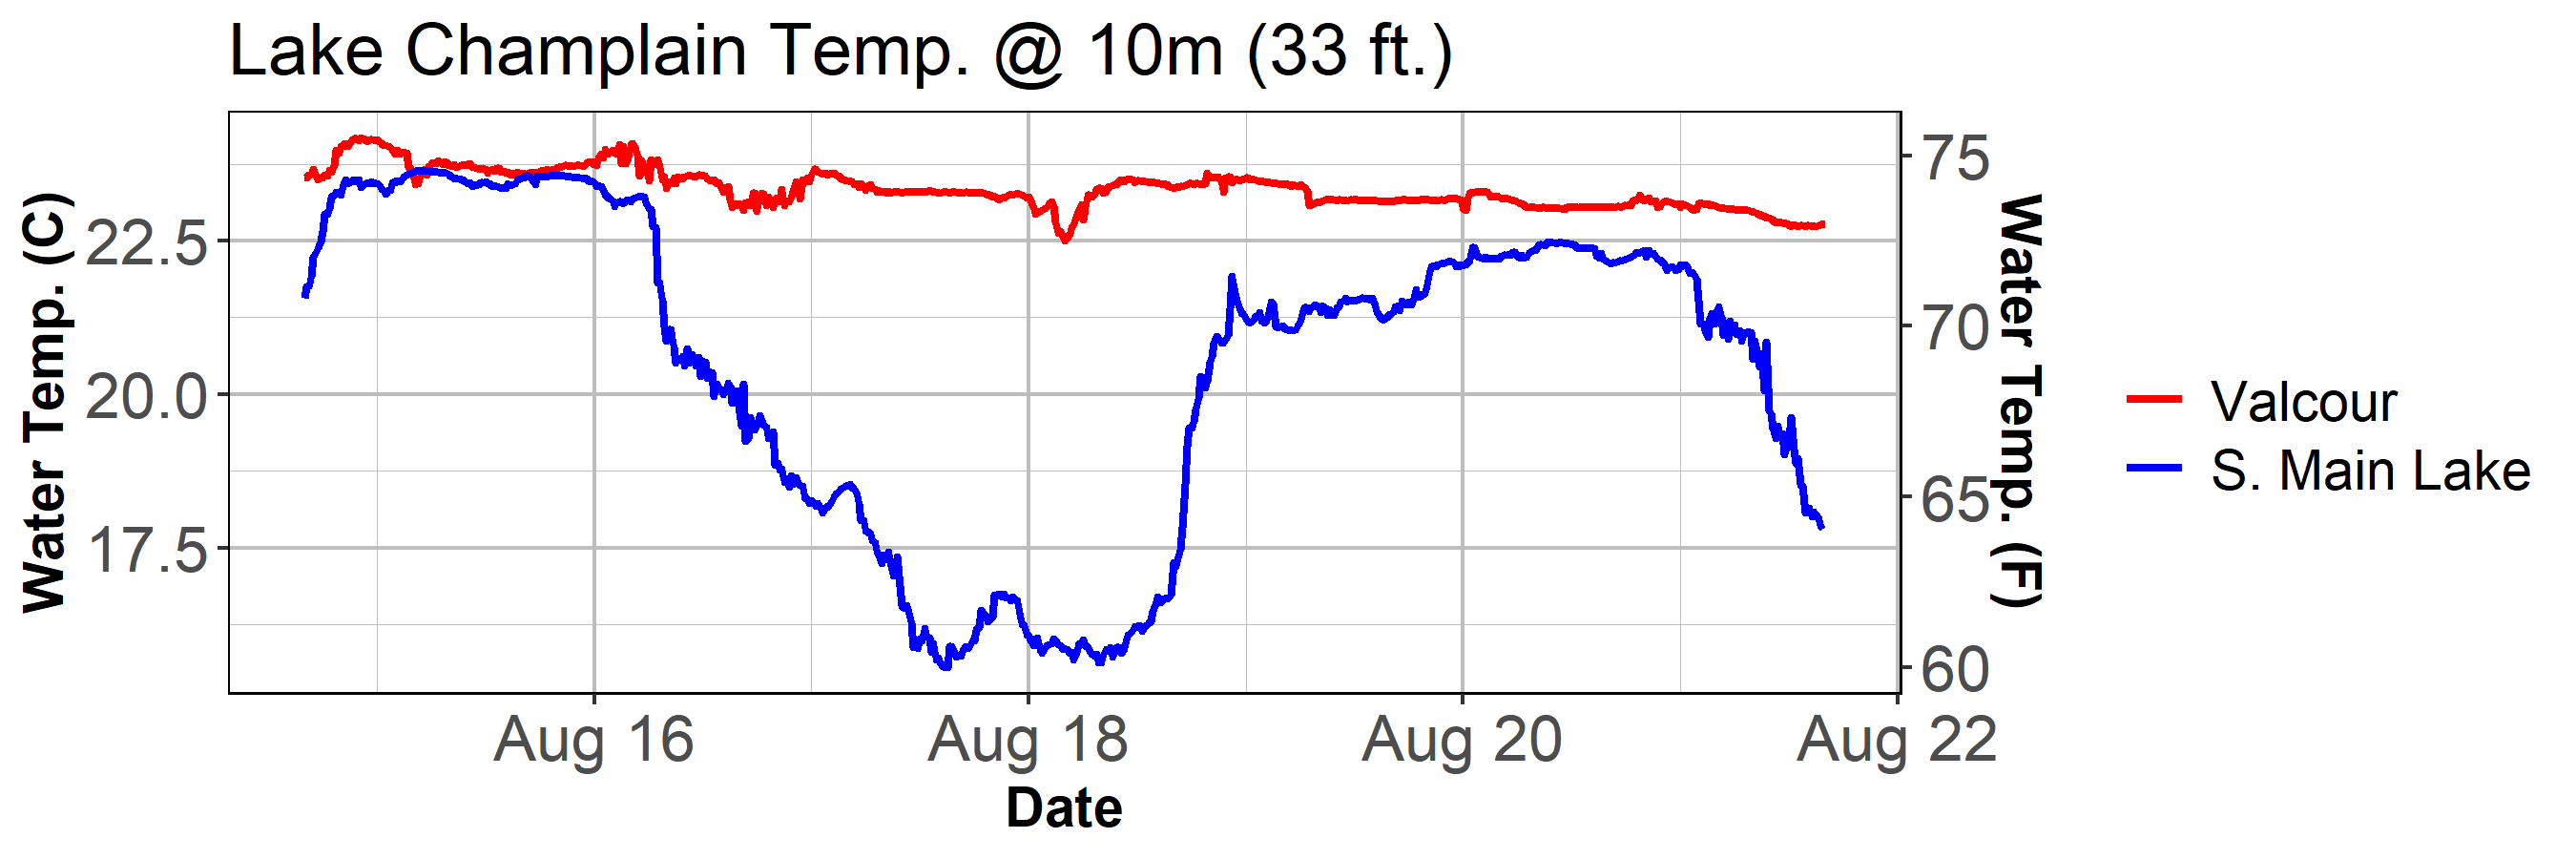 Lake Champlain Temp. @ 10m (33 ft.)
Water Temp. (C)
22.5
20.0
17.5
75
70
65
60
Water Temp. (F)
Aug 16
Aug 18
Aug 20
Aug 22
Date
Valcour
S. Main Lake